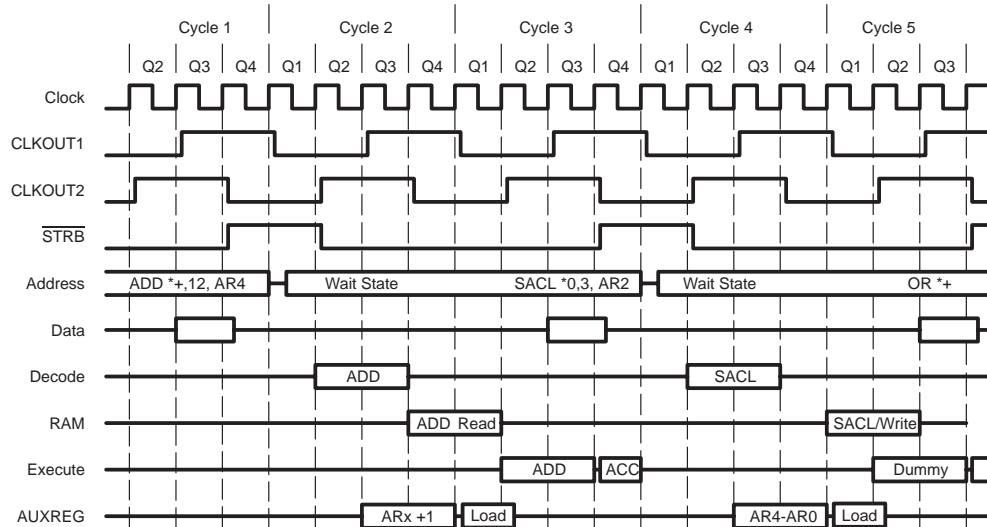 Cycle 1 Cycle 2 Cycle 3 Cycle 4 Cycle 5
Q2 Q3 Q4 Q1 Q2 Q3 Q4 Q1 Q2 Q3 Q4 Q1 Q2 Q3 Q4 Q1 Q2 Q3
Clock
CLKOUT1
CLKOUT2
STRB
Address ADD *+,12, AR4 Wait State SACL *0,3, AR2 Wait State OR *+
Data
Decode ADD SACL
RAM ADD Read SACL/Write
Execute ADD ACC Dummy
AUXREG ARx +1 Load AR4-AR0 Load